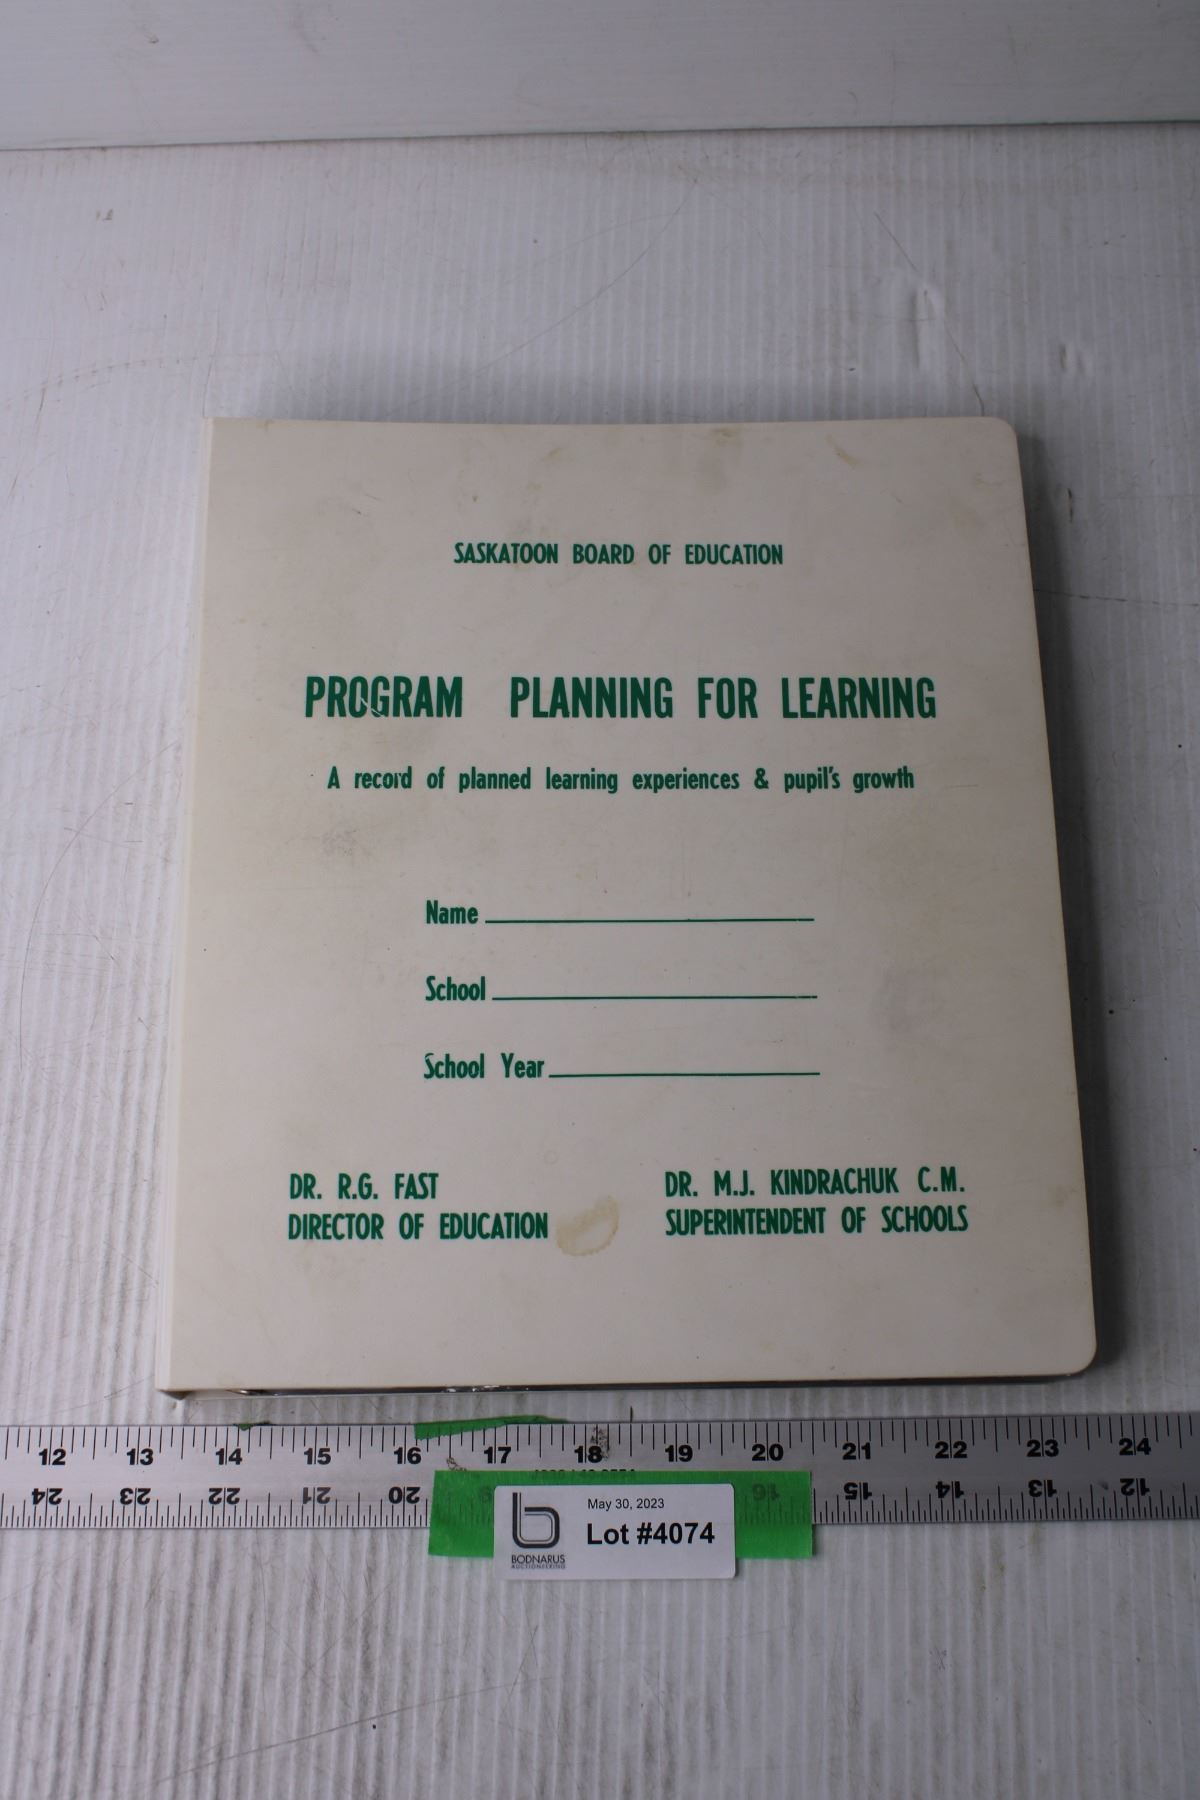 SASKATOON BOARD OF EDUCATION
PROGRAM PLANNING FOR LEARNING
A record of planned learning experiences & pupil's growth
Name
School
School Year
DR. R.G. FAST
DIRECTOR OF EDUCATION
DR. M.J. KINDRACHUK C.M.
SUPERINTENDENT OF SCHOOLS
12 13 14 15 16 17 18 19 20 21 22 23 24
24 23 22 21 20 16 15 14 13 12
May 30, 2023
Lot #4074
b
BODNARUS
AUCTIONEERING